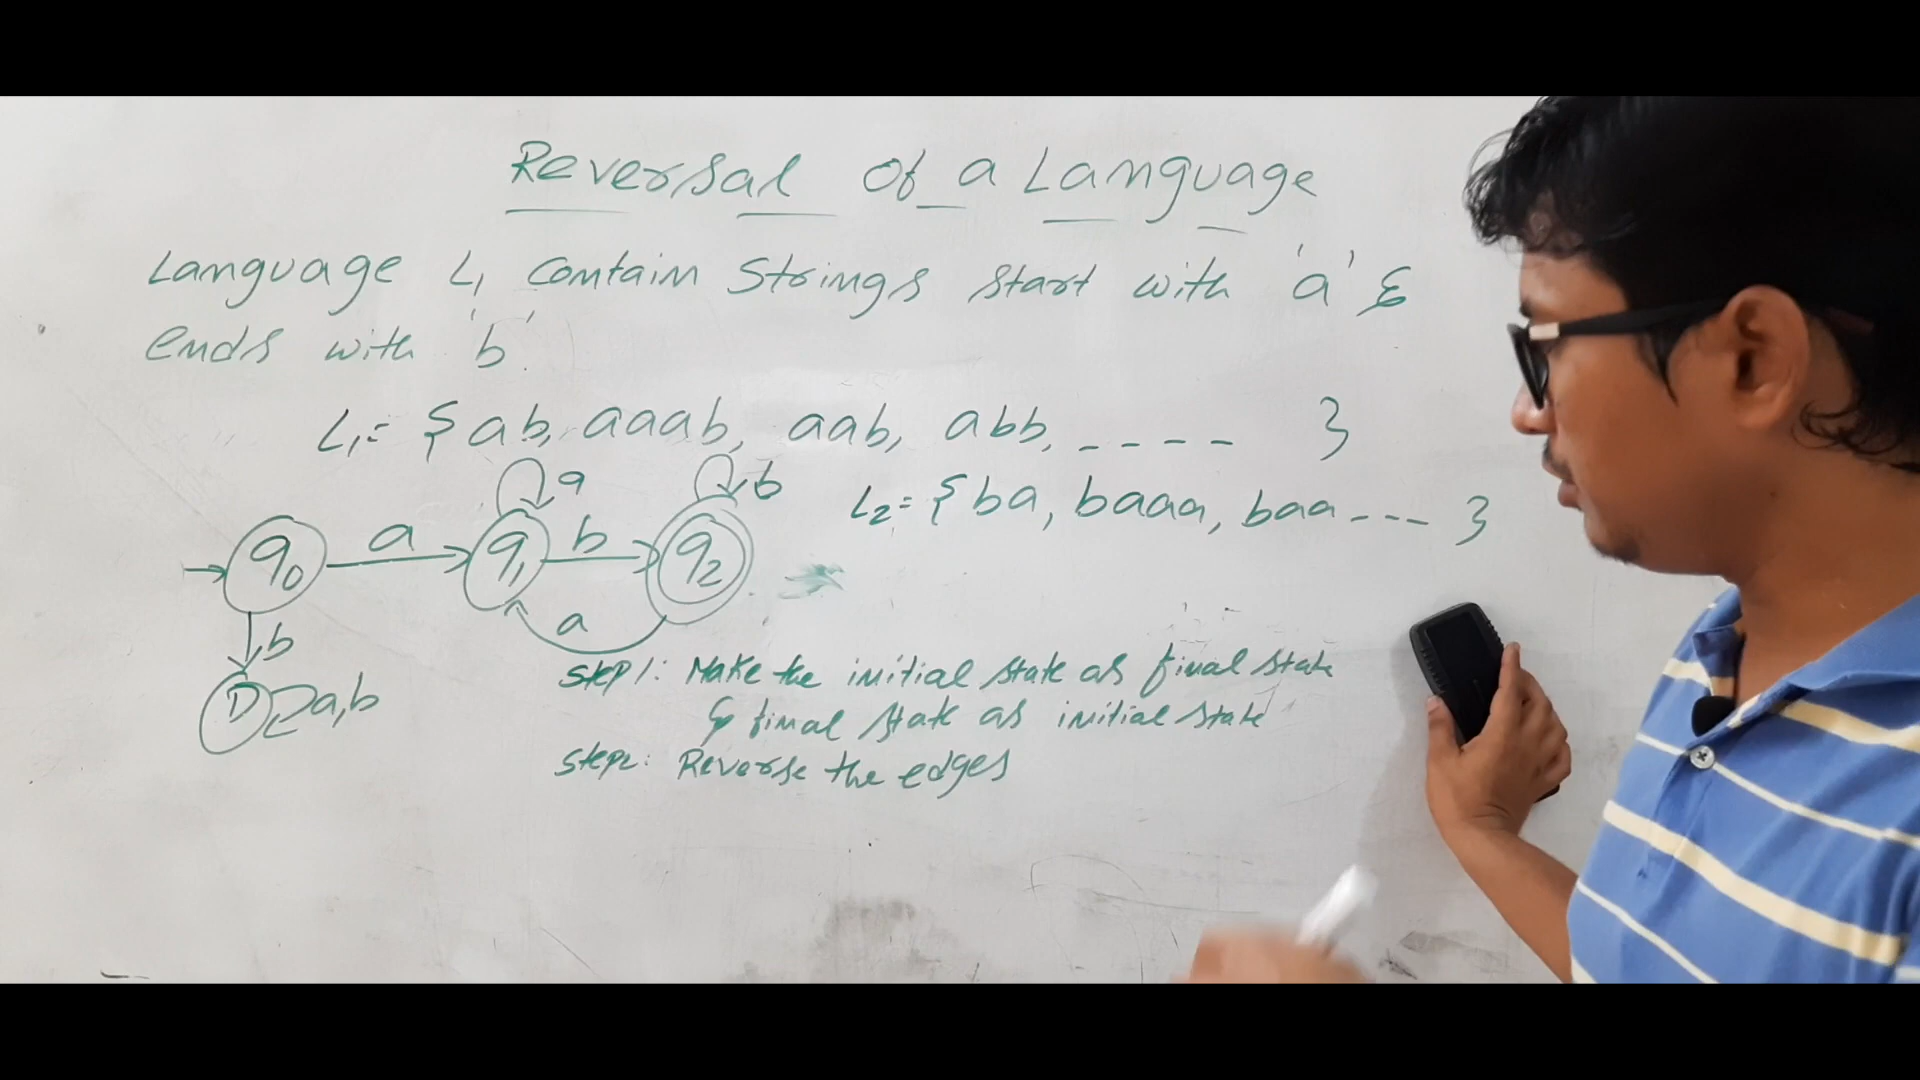 Reversal of a Language
Language L1 contain strings start with 'a' &
ends with 'b'.
L1 = { ab, aaab, aab, abb, ---- }
L2 = { ba, baaa, baa --- }
a
b
→ q0 a q1 b q2
a
b
D a,b
Step1: Make the initial state as final state
& final state as initial state
Step2: Reverse the edges